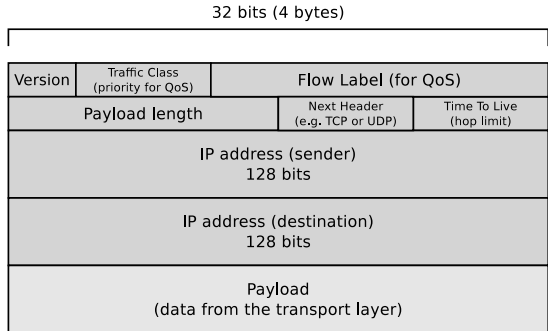 32 bits (4 bytes)
Version
Traffic Class
(priority for QoS)
Flow Label (for QoS)
Payload length
Next Header
(e.g. TCP or UDP)
Time To Live
(hop limit)
IP address (sender)
128 bits
IP address (destination)
128 bits
Payload
(data from the transport layer)